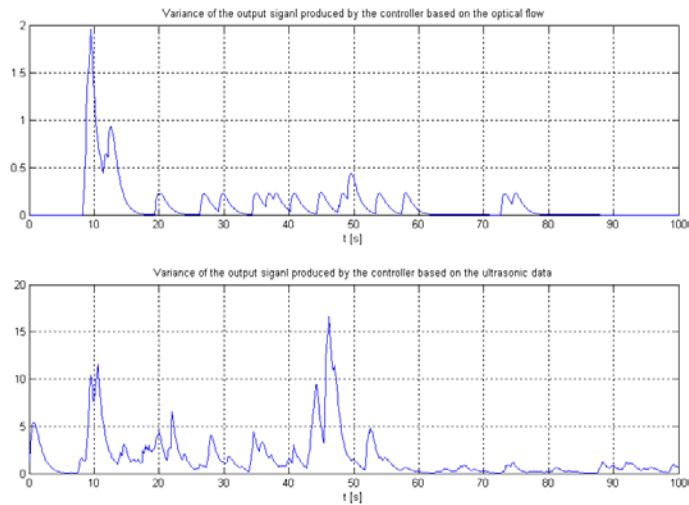 Variance of the output siganl produced by the controller based on the optical flow
2
1.5
1
0.5
0
0 10 20 30 40 50 60 70 80 90 100
t [s]
Variance of the output siganl produced by the controller based on the ultrasonic data
20
15
10
5
0
0 10 20 30 40 50 60 70 80 90 100
t [s]